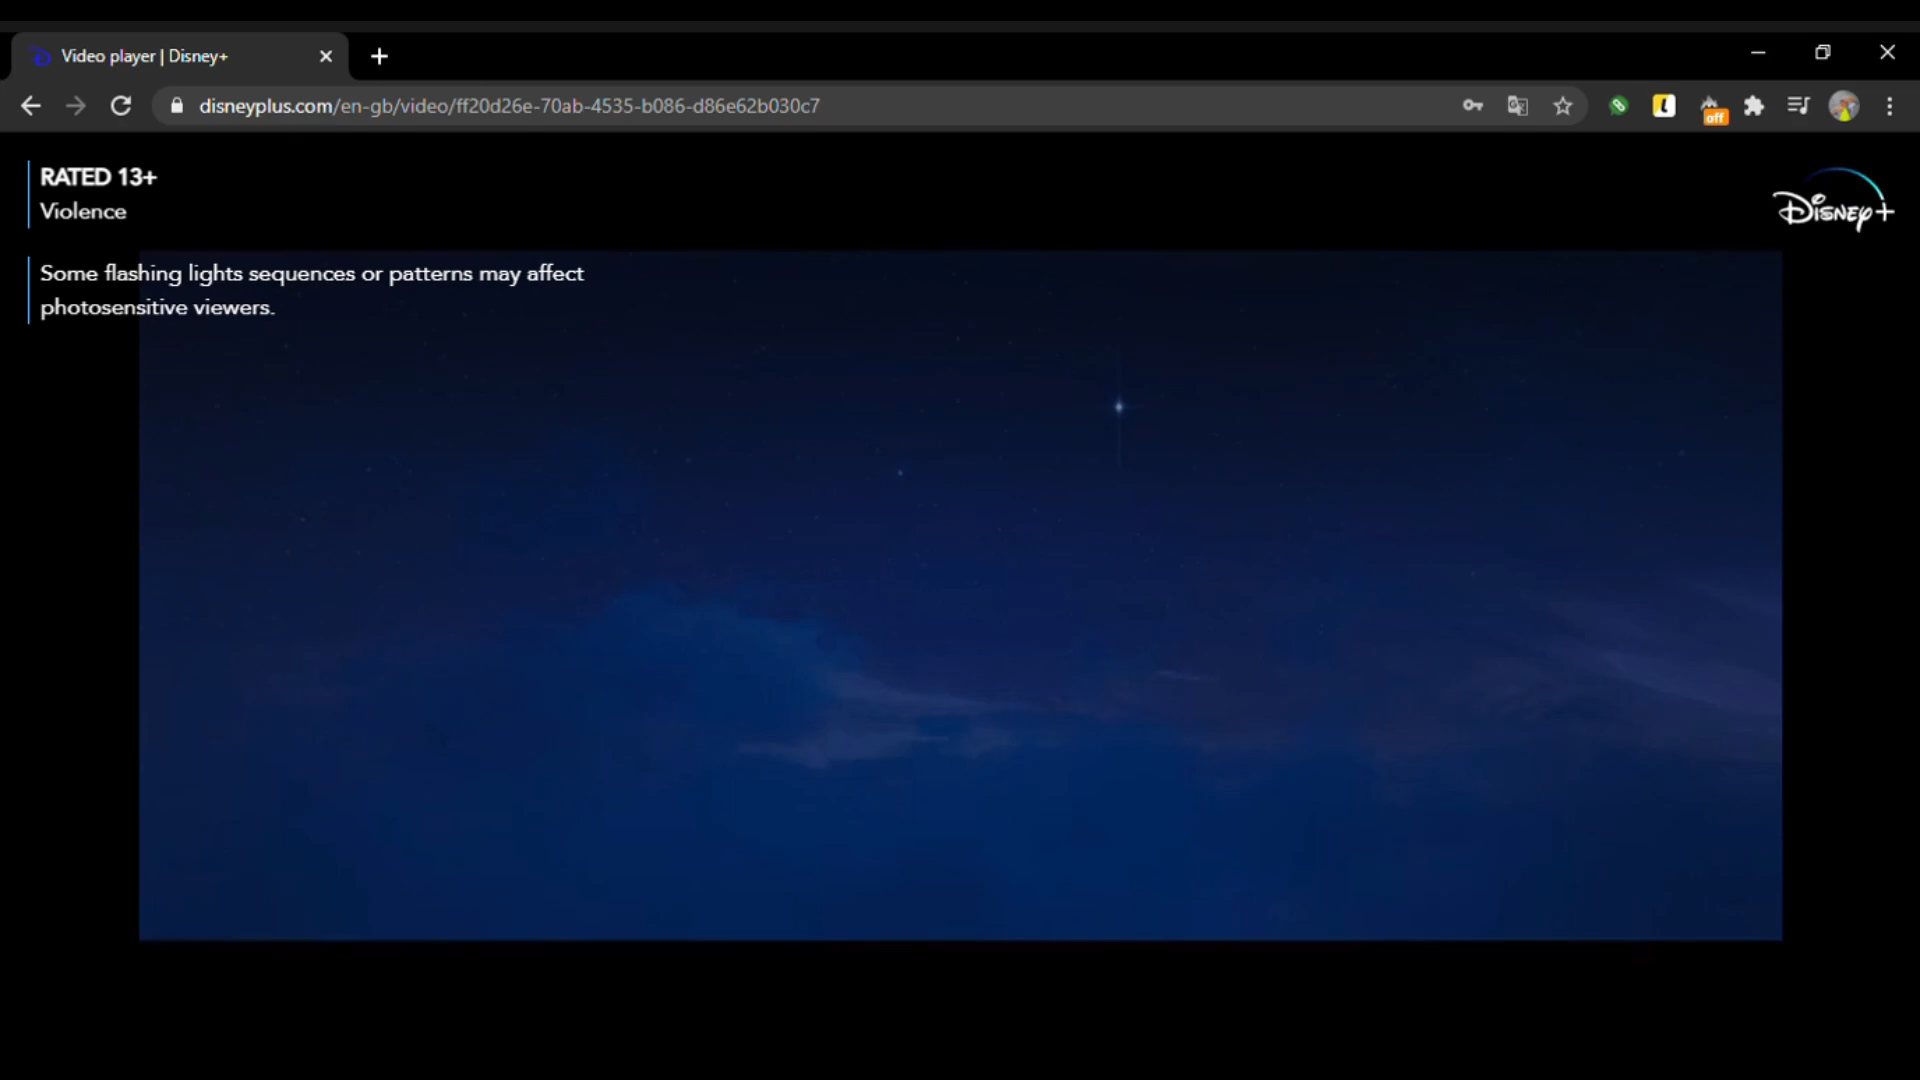 Video player | Disney+
disneyplus.com/en-gb/video/ff20d26e-70ab-4535-b086-d86e62b030c7
off
RATED 13+
Violence
Disney+
Some flashing lights sequences or patterns may affect
photosensitive viewers.